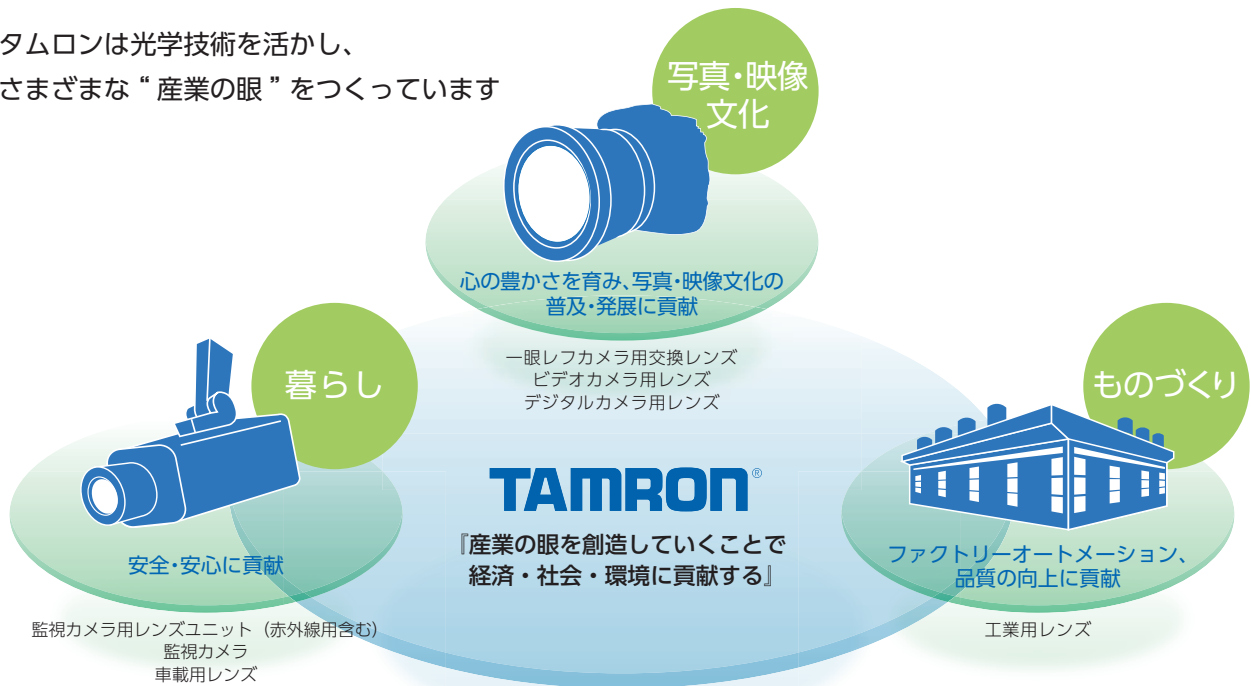 タムロンは光学技術を活かし、
さまざまな“産業の眼”をつくっています
写真・映像
文化
心の豊かさを育み、写真・映像文化の
普及・発展に貢献
一眼レフカメラ用交換レンズ
ビデオカメラ用レンズ
デジタルカメラ用レンズ
暮らし
安全・安心に貢献
監視カメラ用レンズユニット（赤外線用含む）
監視カメラ
車載用レンズ
TAMRON®
『産業の眼を創造していくことで
経済・社会・環境に貢献する』
ものづくり
ファクトリーオートメーション、
品質の向上に貢献
工業用レンズ